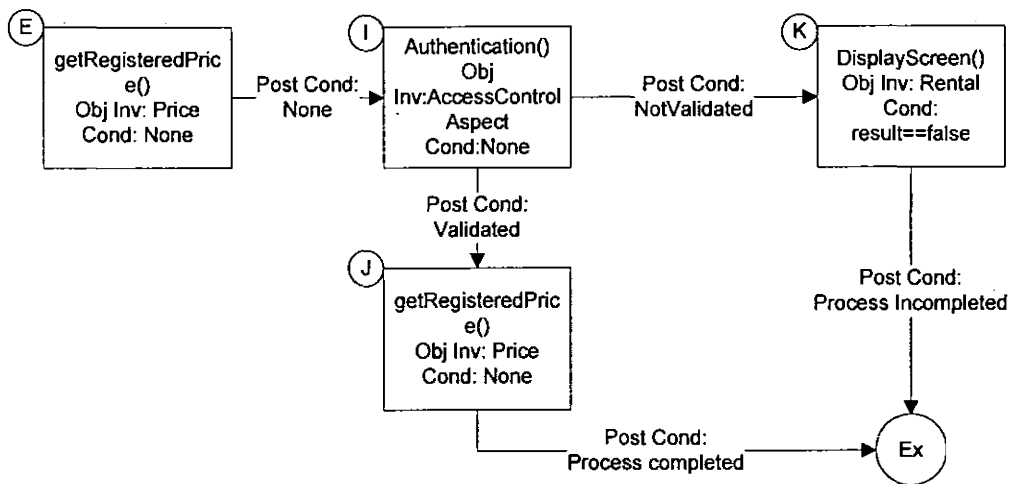 E
getRegisteredPric
e()
Obj Inv: Price
Cond: None
Post Cond:
None
I
Authentication()
Obj
Inv:AccessControl
Aspect
Cond:None
Post Cond:
NotValidated
K
DisplayScreen()
Obj Inv: Rental
Cond:
result==false
Post Cond:
Validated
J
getRegisteredPric
e()
Obj Inv: Price
Cond: None
Post Cond:
Process Incompleted
Post Cond:
Process completed
Ex